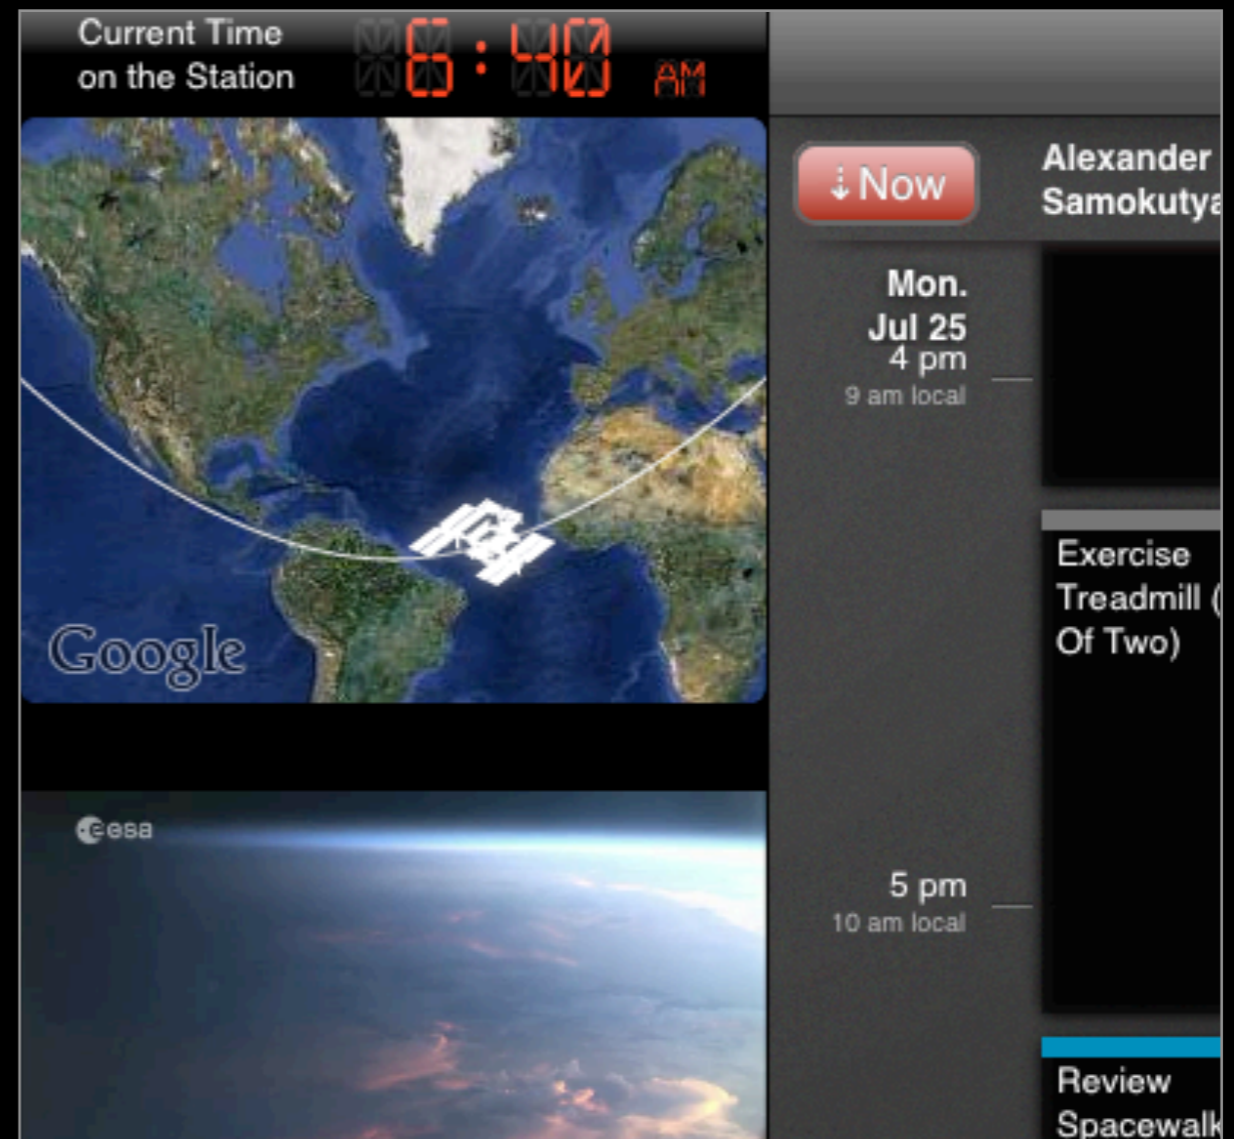 Current Time
on the Station
6:40 AM
Google
esa
↓Now
Alexander
Mon.
Jul 25
4 pm
9 am local
Exercise
Treadmill (
Of Two)
5 pm
10 am local
Review
Spacewalk